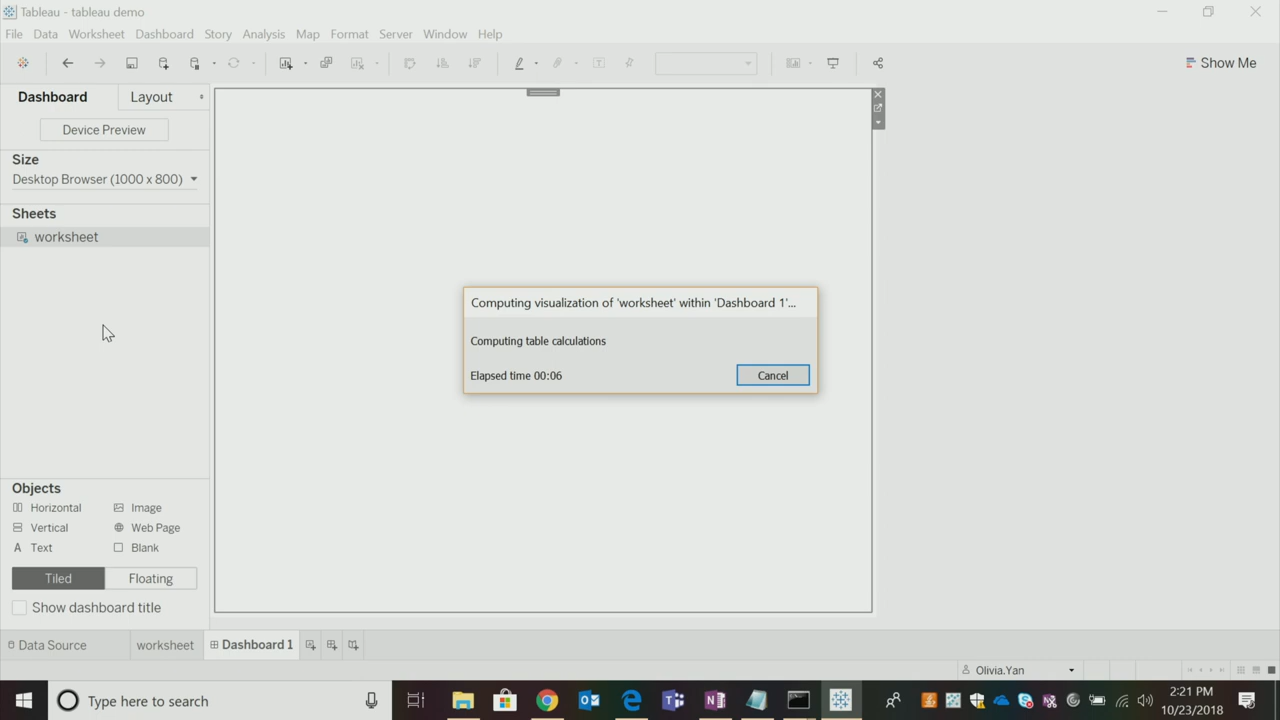 Tableau - tableau demo
File Data Worksheet Dashboard Story Analysis Map Format Server Window Help
Show Me
Dashboard Layout
Device Preview
Size
Desktop Browser (1000 x 800)
Sheets
worksheet
Computing visualization of 'worksheet' within 'Dashboard 1'...
Computing table calculations
Elapsed time 00:06 Cancel
Objects
Horizontal Image
Vertical Web Page
A Text Blank
Tiled Floating
Show dashboard title
Data Source worksheet Dashboard 1
Olivia.Yan
Type here to search
2:21 PM
10/23/2018